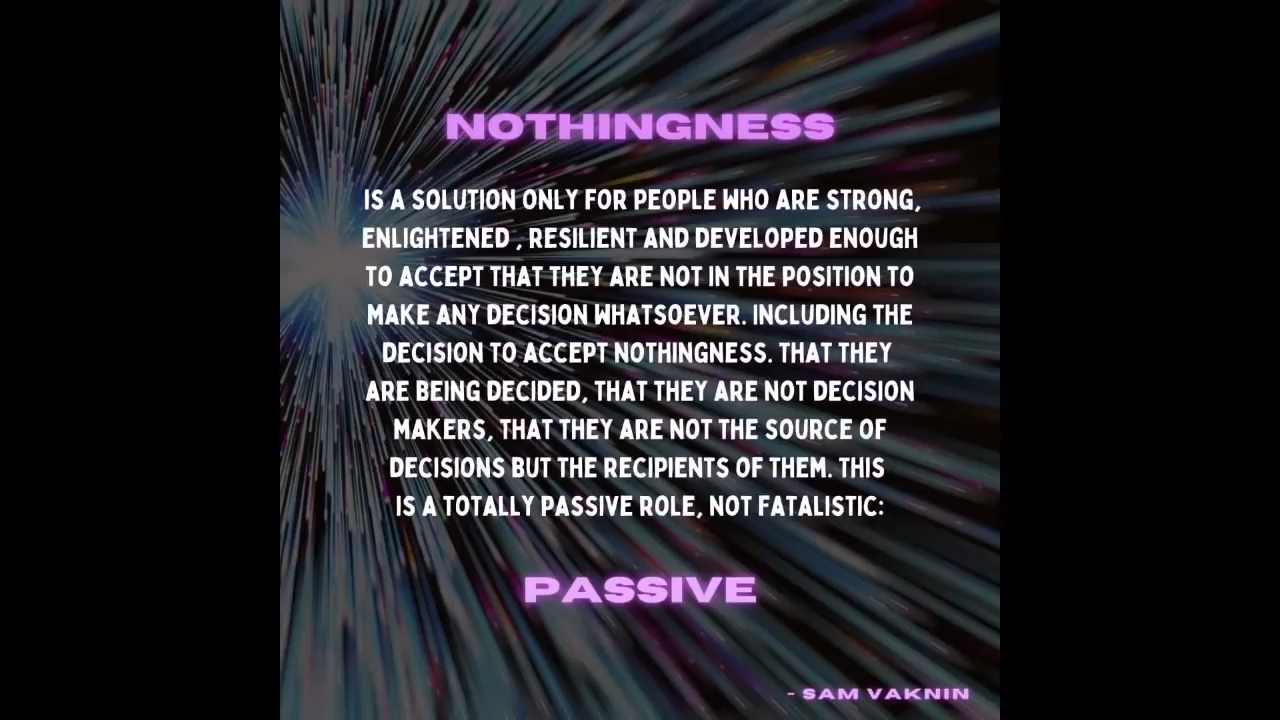 NOTHINGNESS
IS A SOLUTION ONLY FOR PEOPLE WHO ARE STRONG,
ENLIGHTENED , RESILIENT AND DEVELOPED ENOUGH
TO ACCEPT THAT THEY ARE NOT IN THE POSITION TO
MAKE ANY DECISION WHATSOEVER. INCLUDING THE
DECISION TO ACCEPT NOTHINGNESS. THAT THEY
ARE BEING DECIDED, THAT THEY ARE NOT DECISION
MAKERS, THAT THEY ARE NOT THE SOURCE OF
DECISIONS BUT THE RECIPIENTS OF THEM. THIS
IS A TOTALLY PASSIVE ROLE, NOT FATALISTIC:
PASSIVE
- SAM VAKNIN